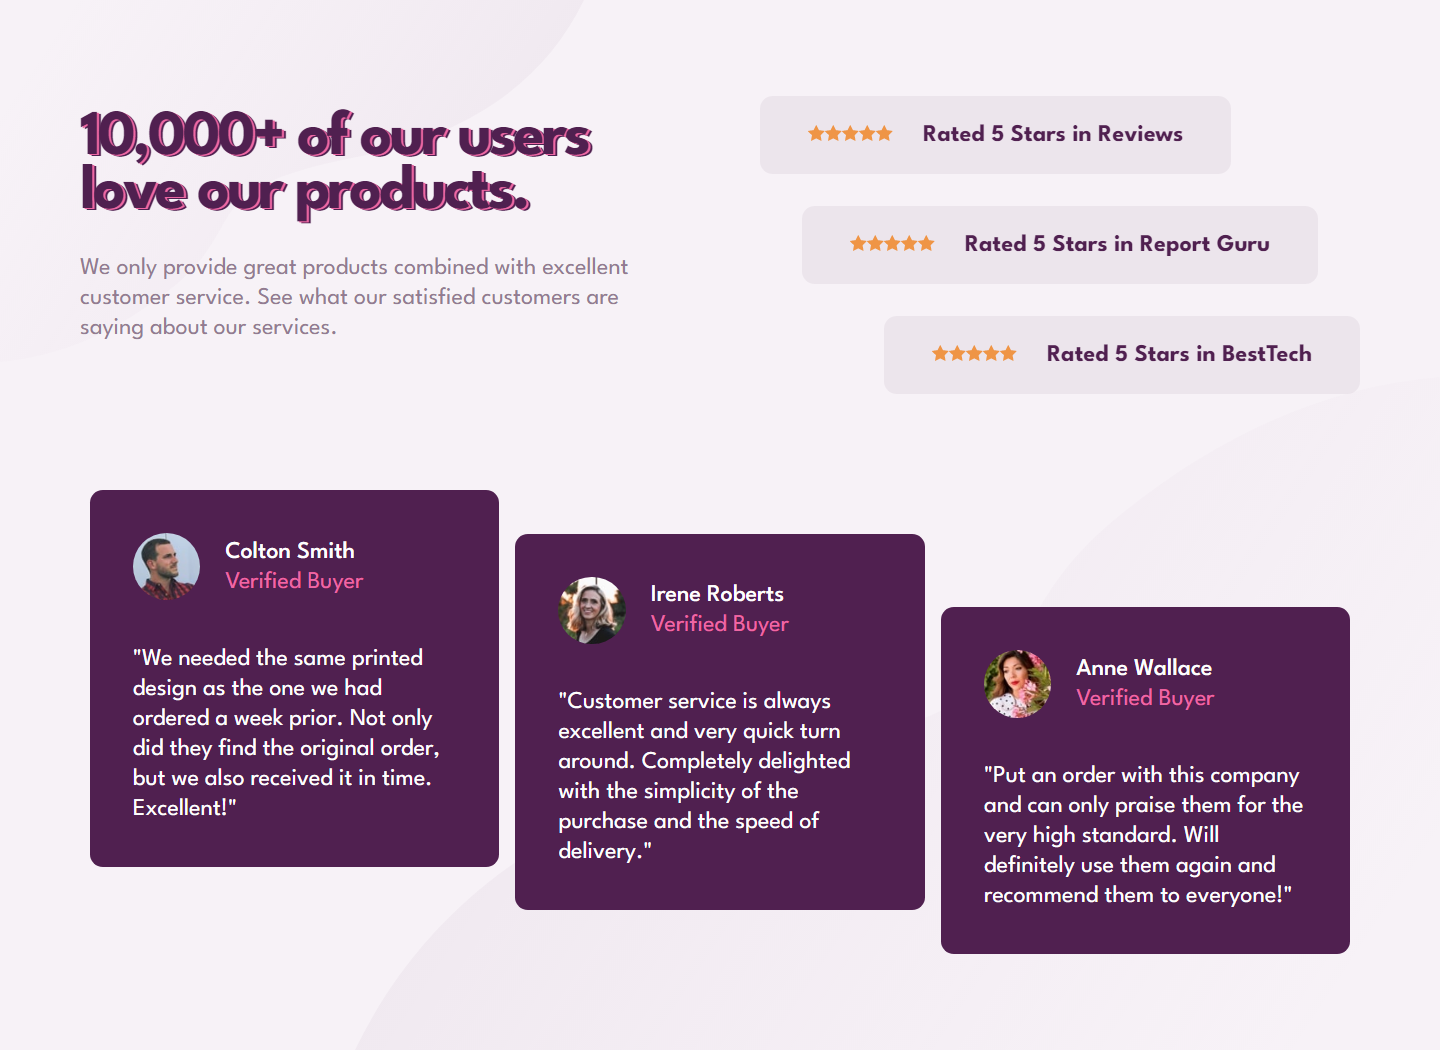 10,000+ of our users
love our products.
We only provide great products combined with excellent
customer service. See what our satisfied customers are
saying about our services.
Rated 5 Stars in Reviews
Rated 5 Stars in Report Guru
Rated 5 Stars in BestTech
Colton Smith
Verified Buyer
"We needed the same printed
design as the one we had
ordered a week prior. Not only
did they find the original order,
but we also received it in time.
Excellent!"
Irene Roberts
Verified Buyer
"Customer service is always
excellent and very quick turn
around. Completely delighted
with the simplicity of the
purchase and the speed of
delivery."
Anne Wallace
Verified Buyer
"Put an order with this company
and can only praise them for the
very high standard. Will
definitely use them again and
recommend them to everyone!"